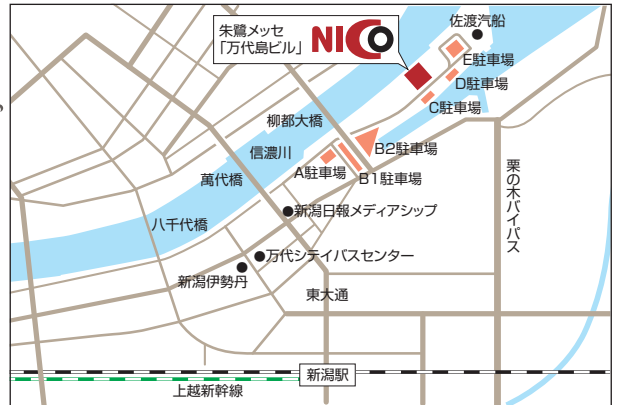 朱鷺メッセ
「万代島ビル」
NICO
佐渡汽船
E駐車場
D駐車場
C駐車場
柳都大橋
信濃川
B2駐車場
A駐車場
B1駐車場
萬代橋
栗の木バイパス
八千代橋
新潟日報メディアシップ
万代シテイバスセンター
新潟伊勢丹
東大通
新潟駅
上越新幹線